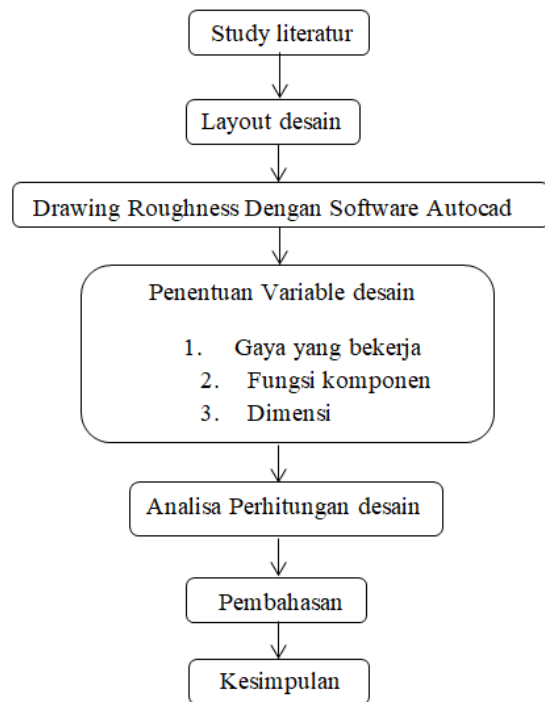 Study literatur
Layout desain
Drawing Roughness Dengan Software Autocad
Penentuan Variable desain
1. Gaya yang bekerja
2. Fungsi komponen
3. Dimensi
Analisa Perhitungan desain
Pembahasan
Kesimpulan